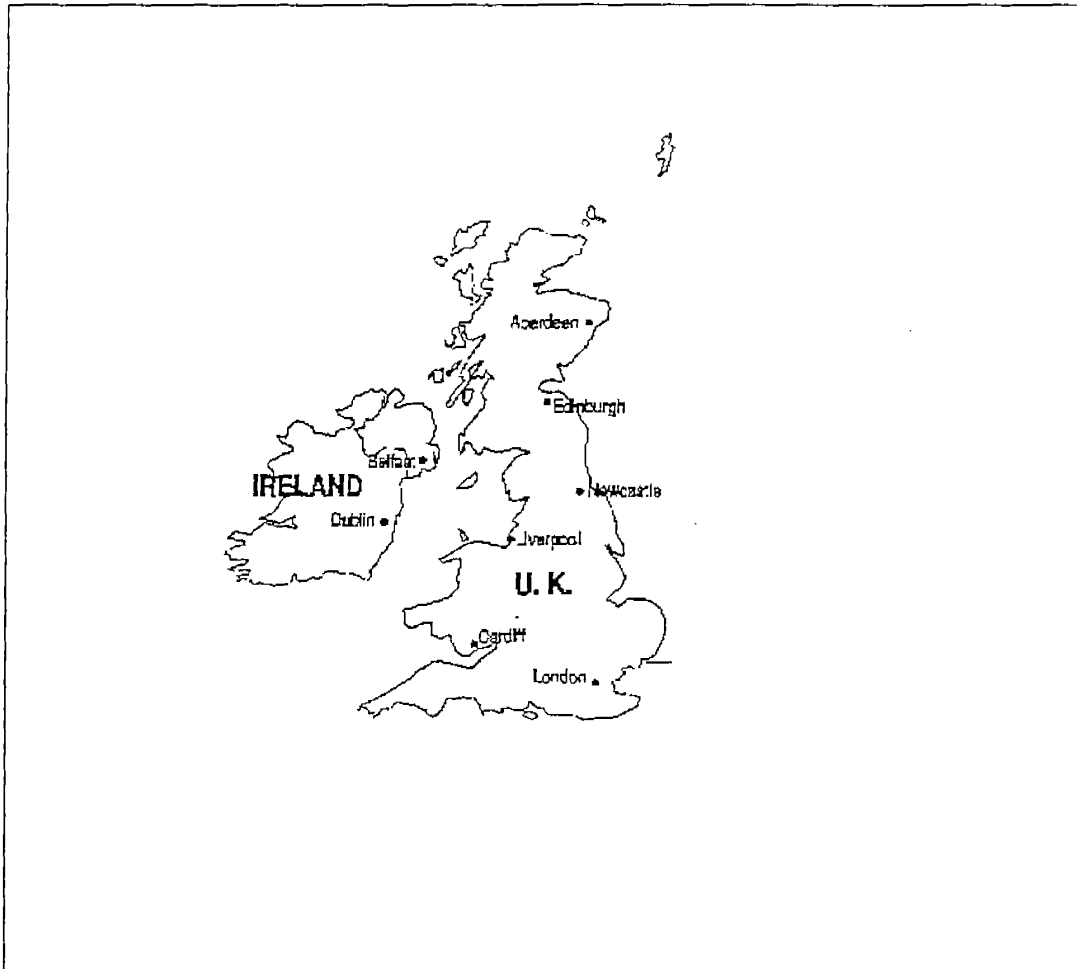 Aberdeen
Edinburgh
Belfast
IRELAND
Newcastle
Dublin
Liverpool
U. K.
Cardiff
London